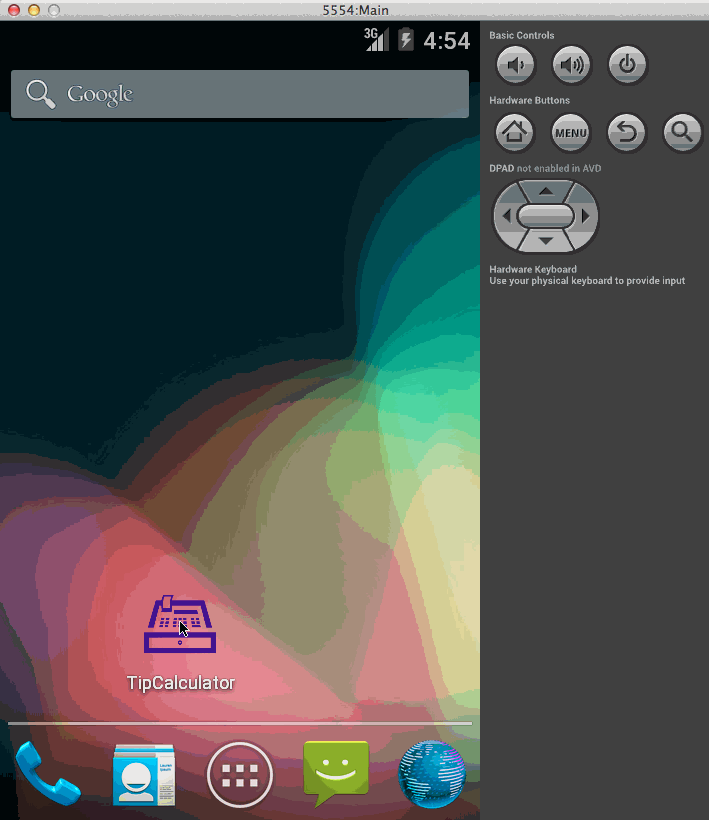 5554:Main
3G
4:54
Google
TipCalculator
Basic Controls
Hardware Buttons
MENU
DPAD not enabled in AVD
Hardware Keyboard
Use your physical keyboard to provide input